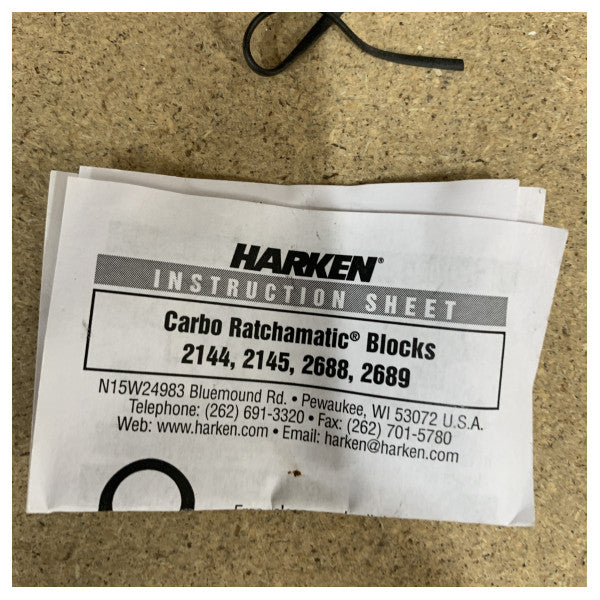 HARKEN®
INSTRUCTION SHEET
Carbo Ratchamatic® Blocks
2144, 2145, 2688, 2689
N15W24983 Bluemound Rd. • Pewaukee, WI 53072 U.S.A.
Telephone: (262) 691-3320 • Fax: (262) 701-5780
Web: www.harken.com • Email: harken@harken.com